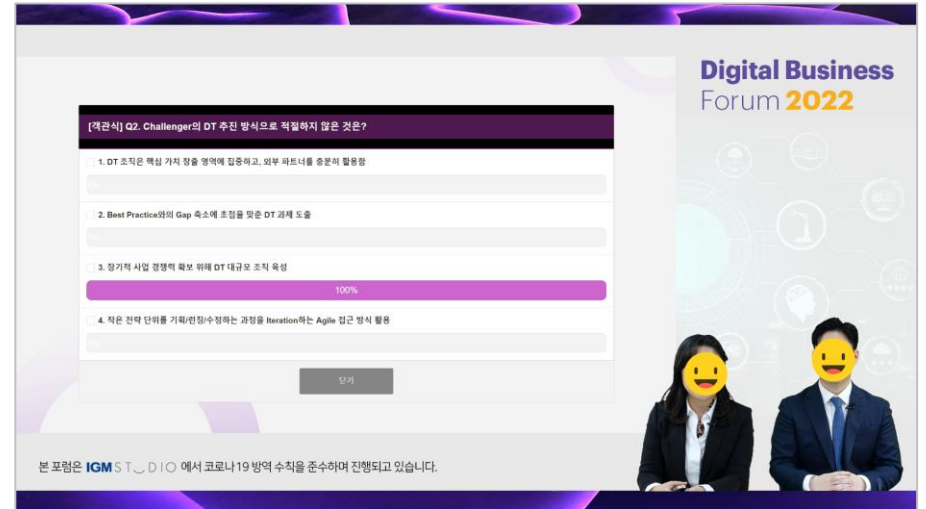 Digital Business
Forum 2022
[객관식] Q2. Challenger의 DT 추진 방식으로 적절하지 않은 것은?
1. DT 조직은 핵심 가치 창출 영역에 집중하고, 외부 파트너를 충분히 활용함
2. Best Practice와의 Gap 축소에 초점을 맞춘 DT 과제 도출
3. 장기적 사업 경쟁력 확보 위해 DT 대규모 조직 육성
100%
4. 작은 전략 단위를 기획/런칭/수정하는 과정을 Iteration하는 Agile 접근 방식 활용
닫기
본 포럼은 IGM STUDIO 에서 코로나19 방역 수칙을 준수하며 진행되고 있습니다.